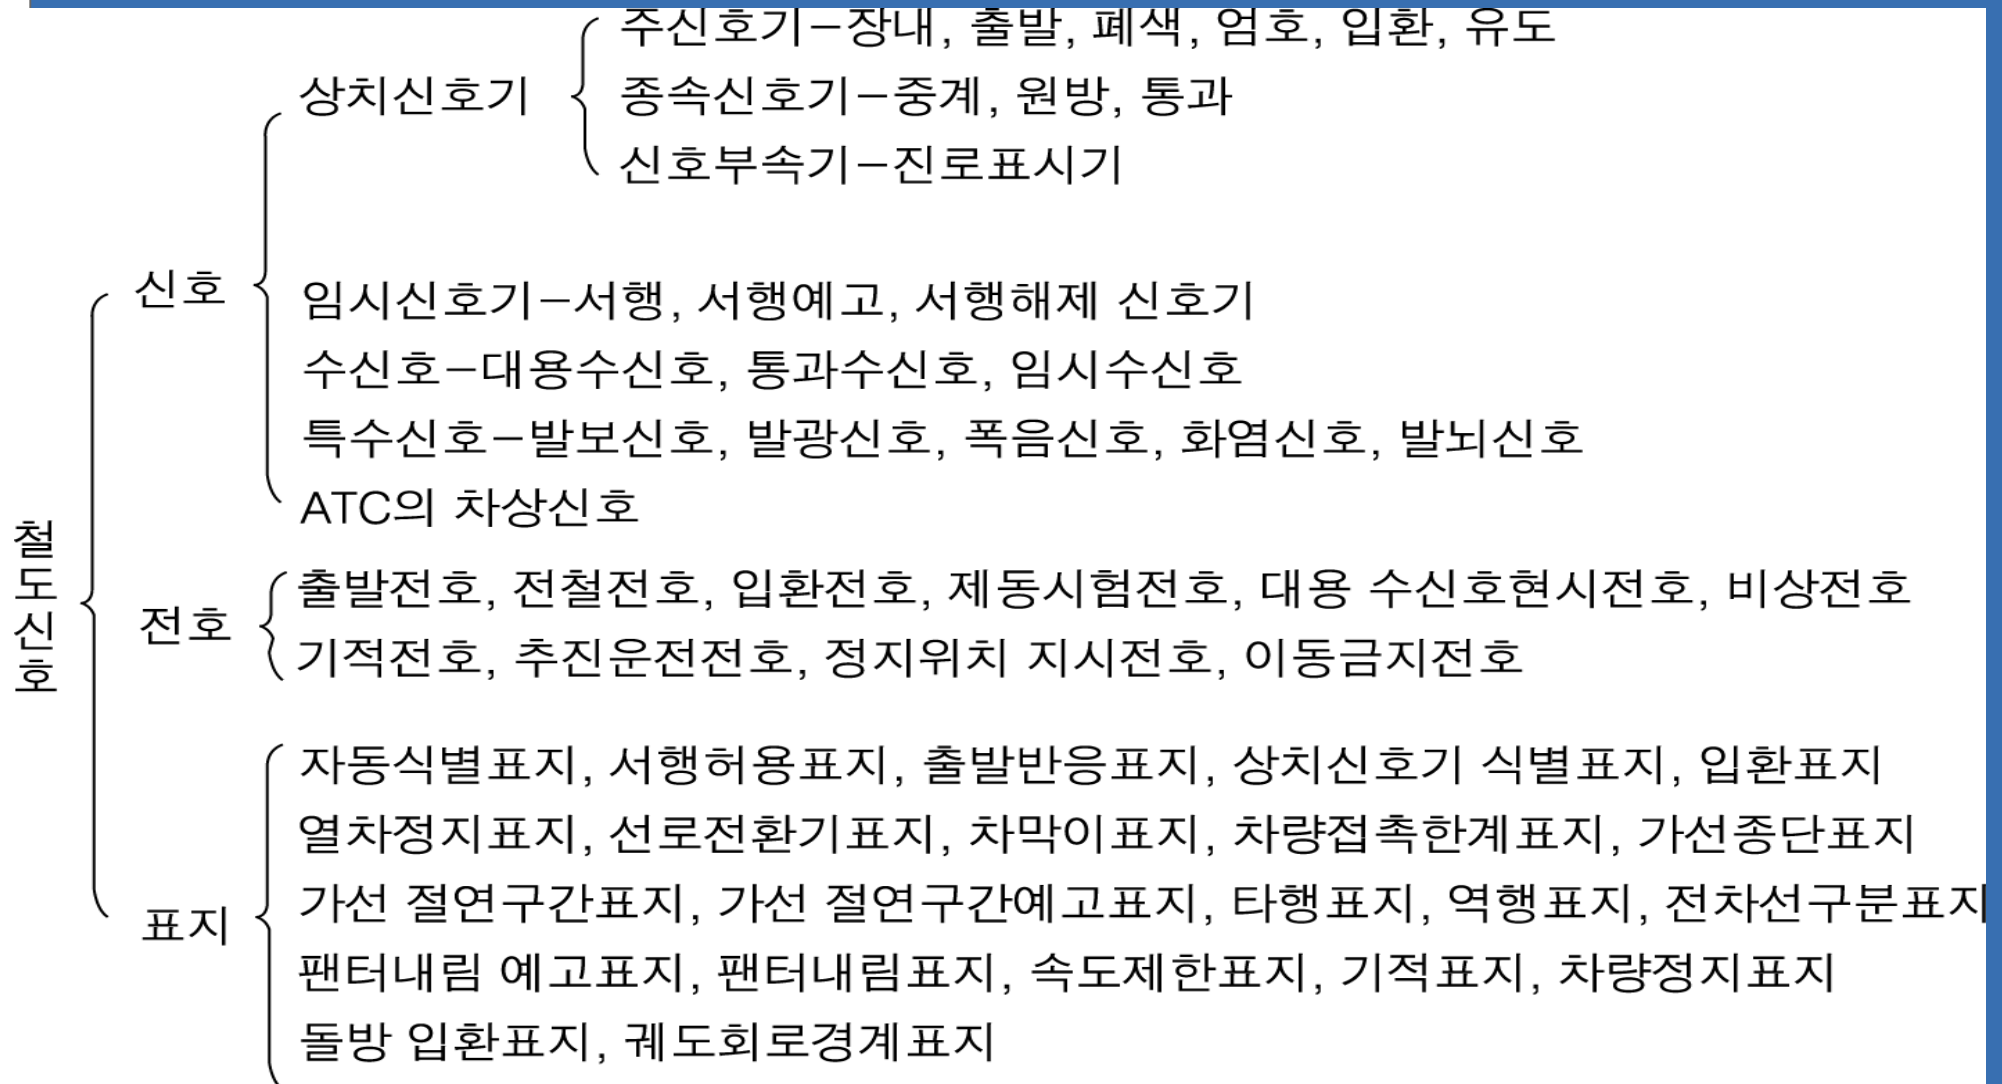 주신호기-장내, 출발, 폐색, 엄호, 입환, 유도
상치신호기
종속신호기-중계, 원방, 통과
신호부속기-진로표시기
신호
임시신호기-서행, 서행예고, 서행해제 신호기
수신호-대용수신호, 통과수신호, 임시수신호
특수신호-발보신호, 발광신호, 폭음신호, 화염신호, 발뇌신호
ATC의 차상신호
철도신호
전호
출발전호, 전철전호, 입환전호, 제동시험전호, 대용 수신호현시전호, 비상전호
기적전호, 추진운전전호, 정지위치 지시전호, 이동금지전호
표지
자동식별표지, 서행허용표지, 출발반응표지, 상치신호기 식별표지, 입환표지
열차정지표지, 선로전환기표지, 차막이표지, 차량접촉한계표지, 가선종단표지
가선 절연구간표지, 가선 절연구간예고표지, 타행표지, 역행표지, 전차선구분표지
팬터내림 예고표지, 팬터내림표지, 속도제한표지, 기적표지, 차량정지표지
돌방 입환표지, 궤도회로경계표지